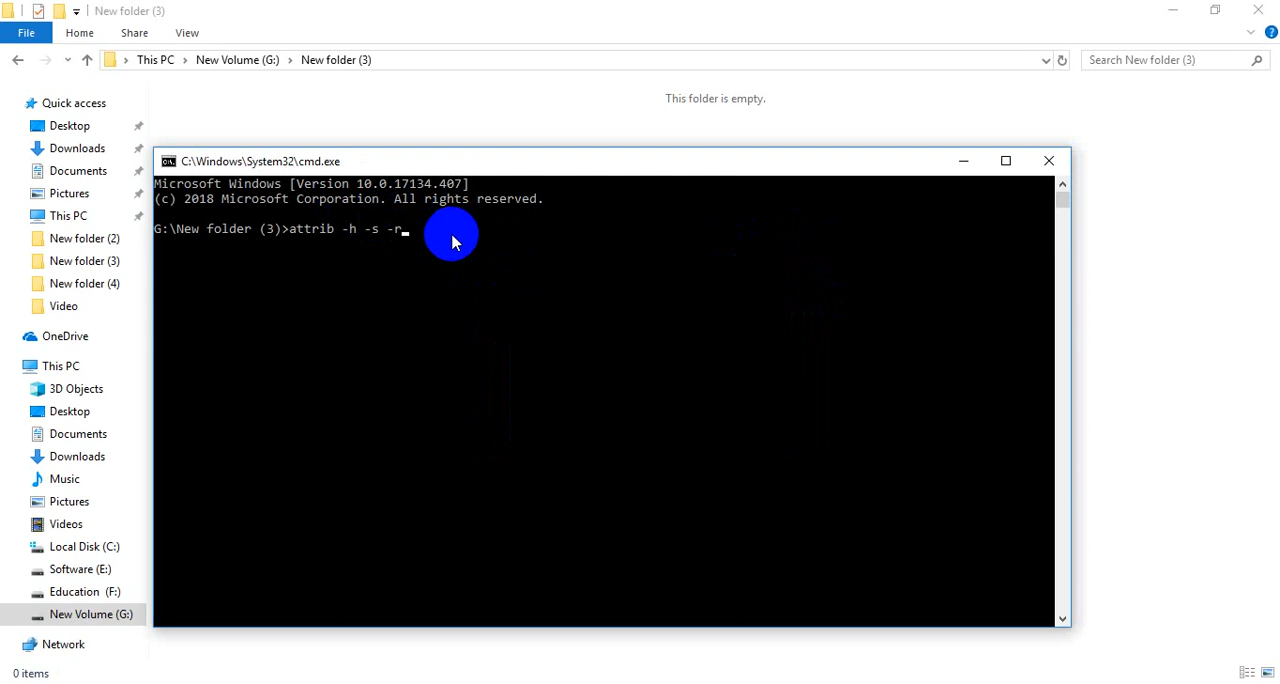 New folder (3)
File Home Share View
This PC New Volume (G:) New folder (3) Search New folder (3)
This folder is empty.
Quick access
Desktop
Downloads
Documents
Pictures
This PC
New folder (2)
New folder (3)
New folder (4)
Video
OneDrive
This PC
3D Objects
Desktop
Documents
Downloads
Music
Pictures
Videos
Local Disk (C:)
Software (E:)
Education (F:)
New Volume (G:)
Network
0 items
C:\Windows\System32\cmd.exe
Microsoft Windows [Version 10.0.17134.407]
(c) 2018 Microsoft Corporation. All rights reserved.
G:\New folder (3)>attrib -h -s -r_